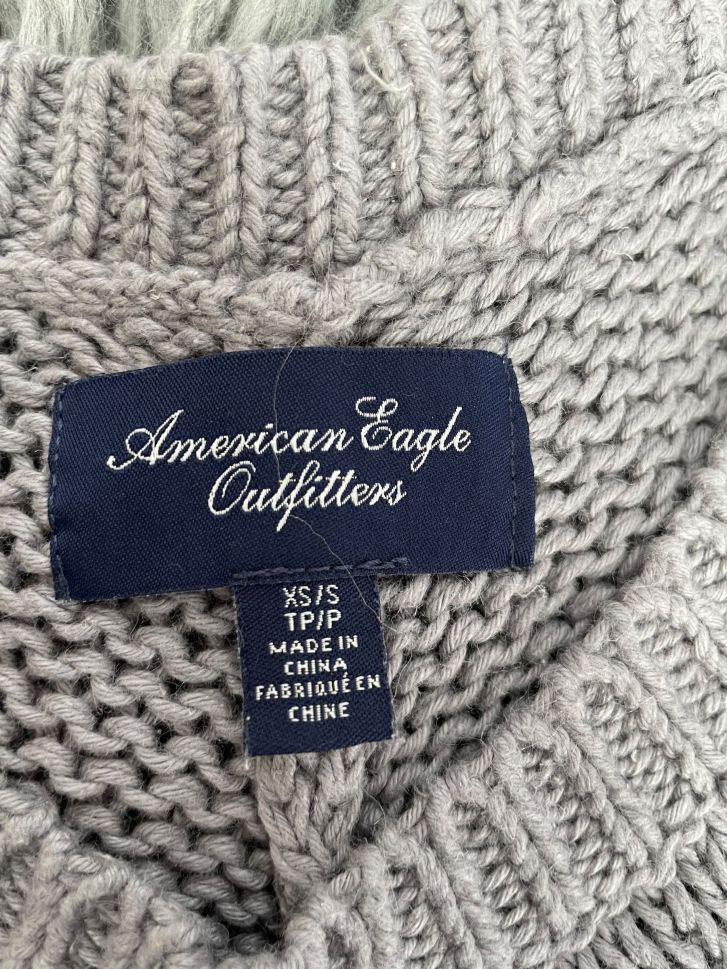 American Eagle
Outfitters
XS/S
TP/P
MADE IN
CHINA
FABRIQUÉ EN
CHINE